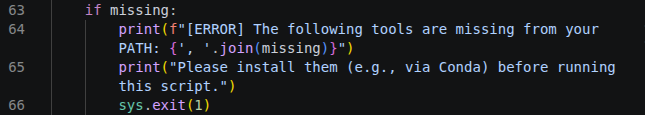 63 if missing:
64 print(f"[ERROR] The following tools are missing from your
PATH: {', '.join(missing)}")
65 print("Please install them (e.g., via Conda) before running
this script.")
66 sys.exit(1)